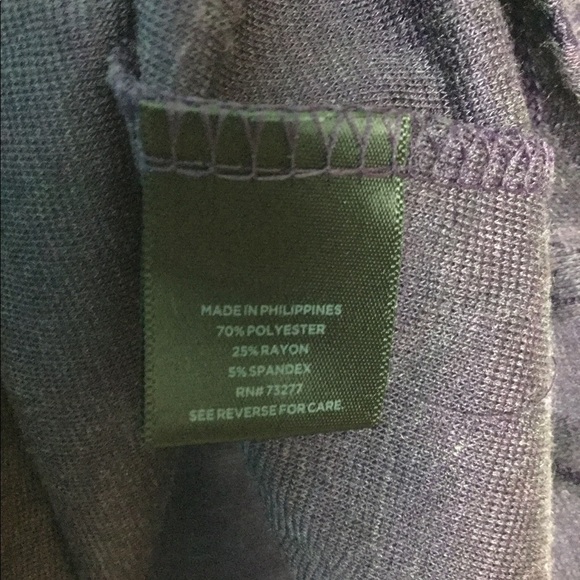 MADE IN PHILIPPINES
70% POLYESTER
25% RAYON
5% SPANDEX
RN# 73277
SEE REVERSE FOR CARE.